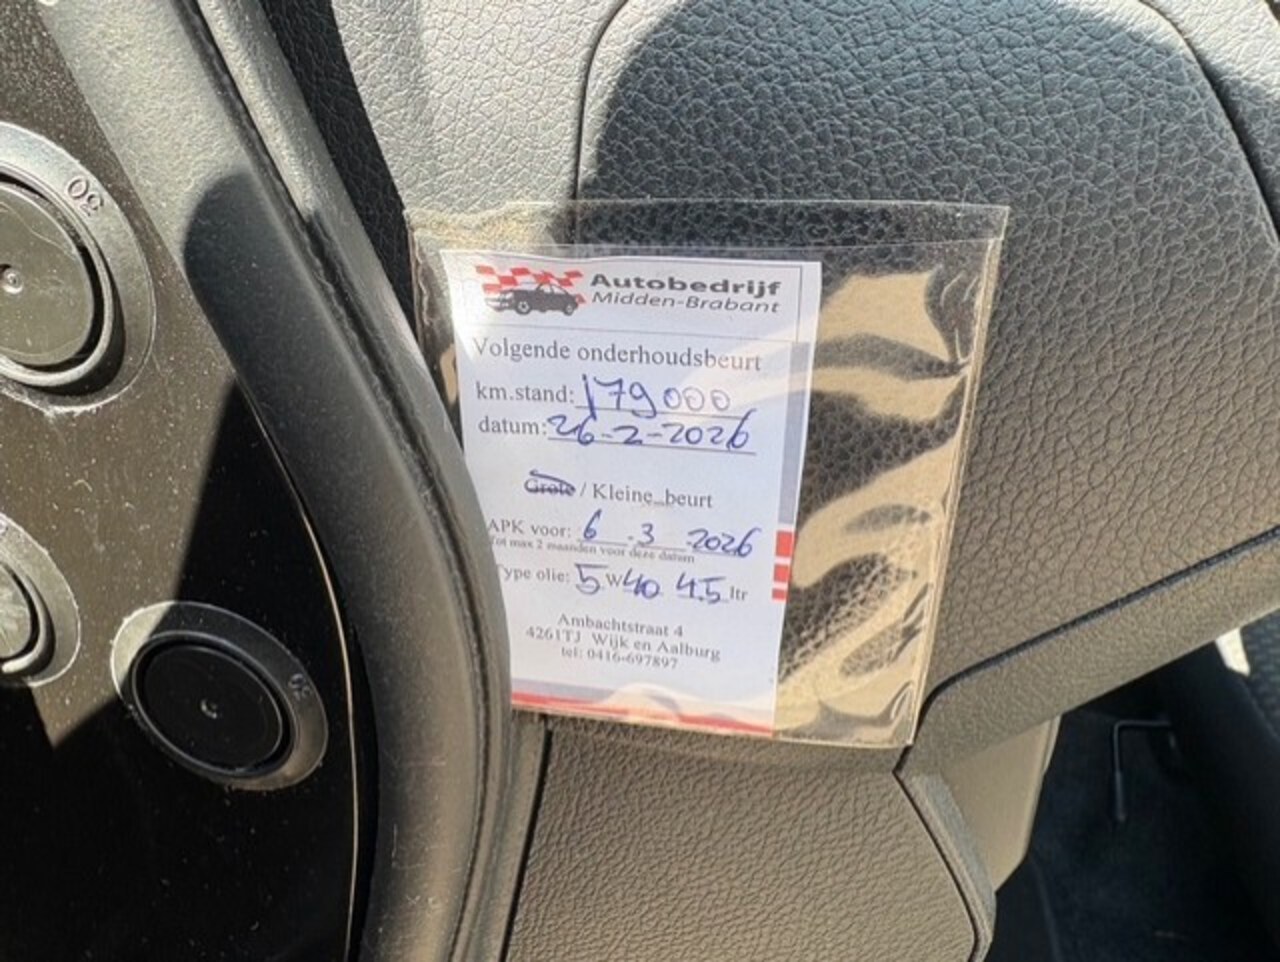 Autobedrijf
Midden-Brabant
Volgende onderhoudsbeurt
km.stand: 179000
datum: 26-2-2026
Grote / Kleine beurt
APK voor: 6-3-2026
Tot max 2 maanden voor deze datum
Type olie: 5 W 40 4.5 ltr
Ambachtstraat 4
4261TJ Wijk en Aalburg
tel: 0416-697897